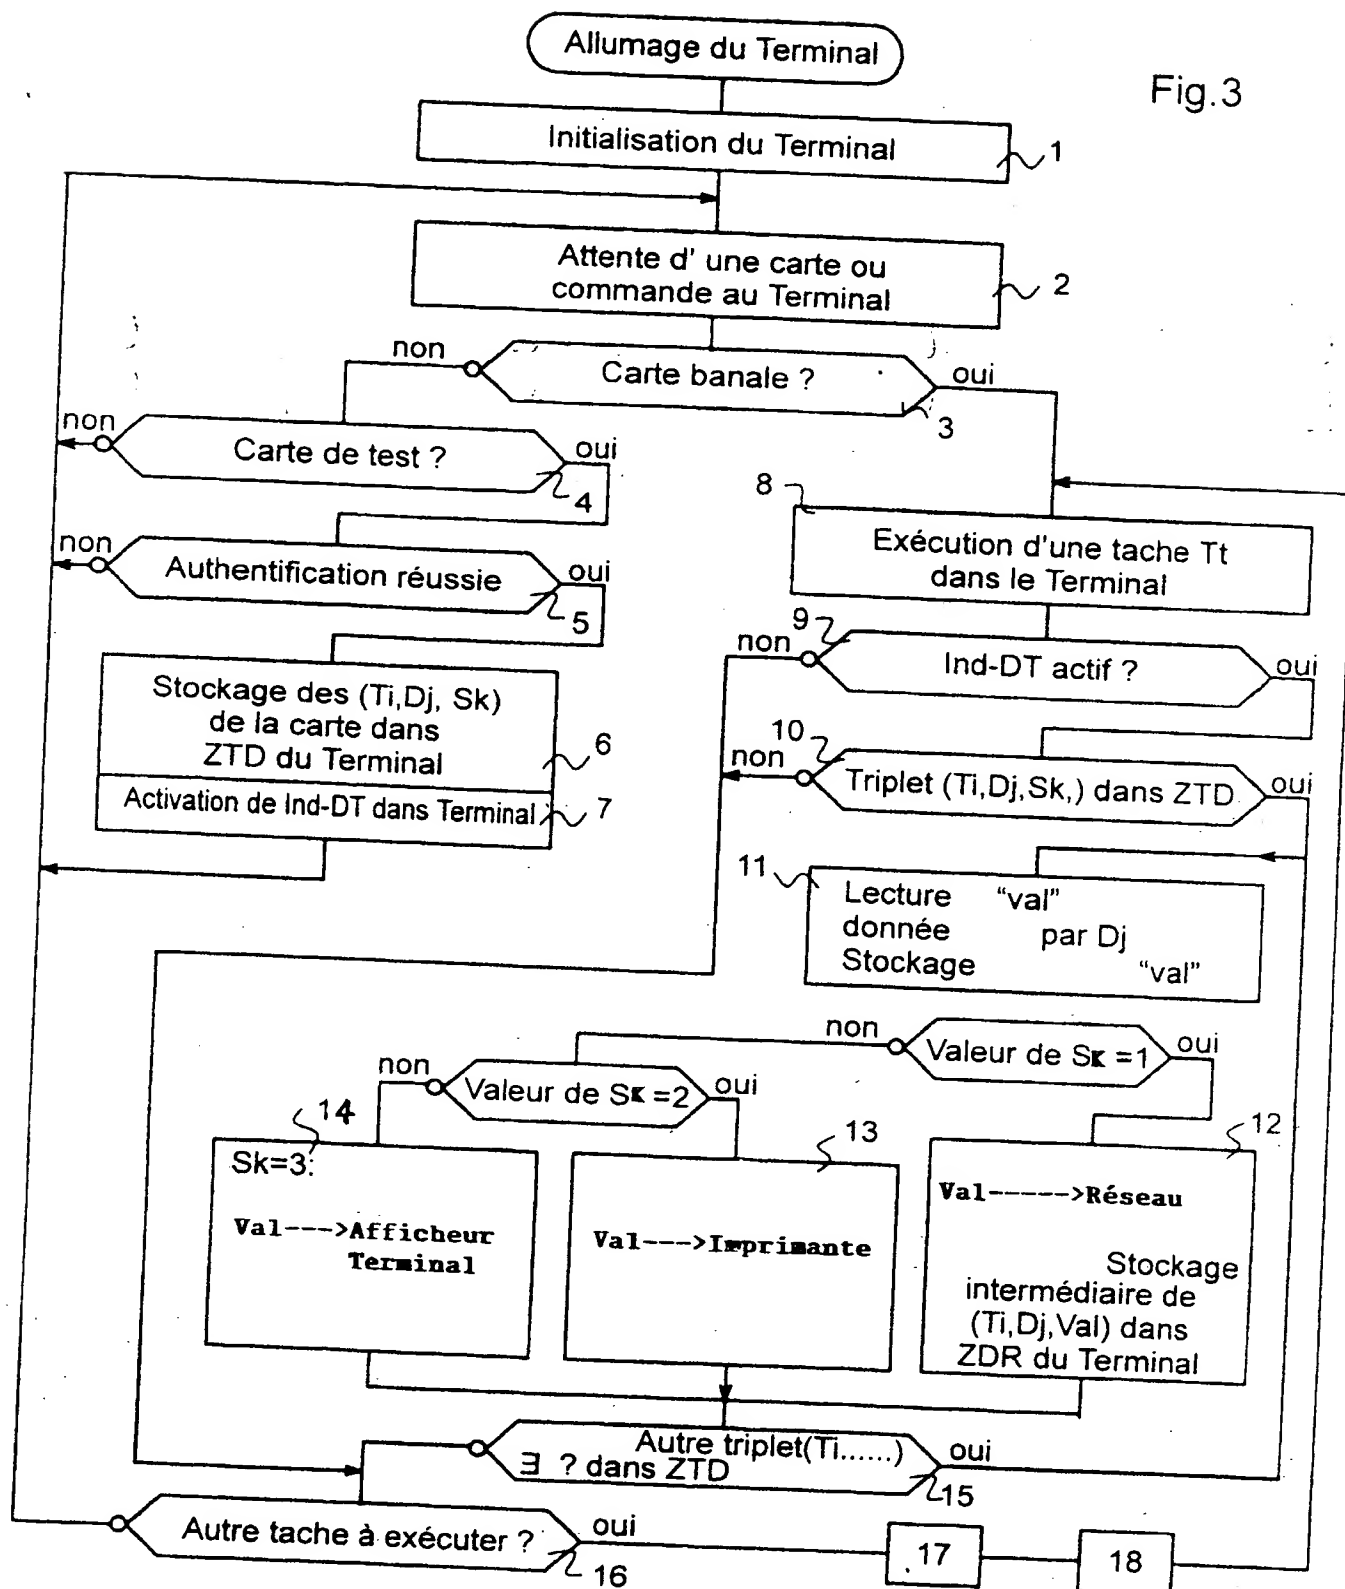 Allumage du Terminal
Fig.3
Initialisation du Terminal
1
Attente d' une carte ou
commande au Terminal
2
non
Carte banale ?
oui
3
non
Carte de test ?
oui
4
non
Authentification réussie
oui
5
Stockage des (Ti,Dj, Sk)
de la carte dans
ZTD du Terminal
6
Activation de Ind-DT dans Terminal
7
8
Exécution d'une tache Tt
dans le Terminal
9
non
Ind-DT actif ?
oui
10
non
Triplet (Ti,Dj,Sk,) dans ZTD
oui
11
Lecture "val"
donnée par Dj
Stockage "val"
non
Valeur de SK =1
oui
non
Valeur de SK =2
oui
14
Sk=3:
Val--->Afficheur
Terminal
13
Val--->Imprimante
12
Val----->Réseau
Stockage
intermédiaire de
(Ti,Dj,Val) dans
ZDR du Terminal
Autre triplet(Ti......)
∃ ? dans ZTD
oui
15
Autre tache à exécuter ?
oui
16
17
18